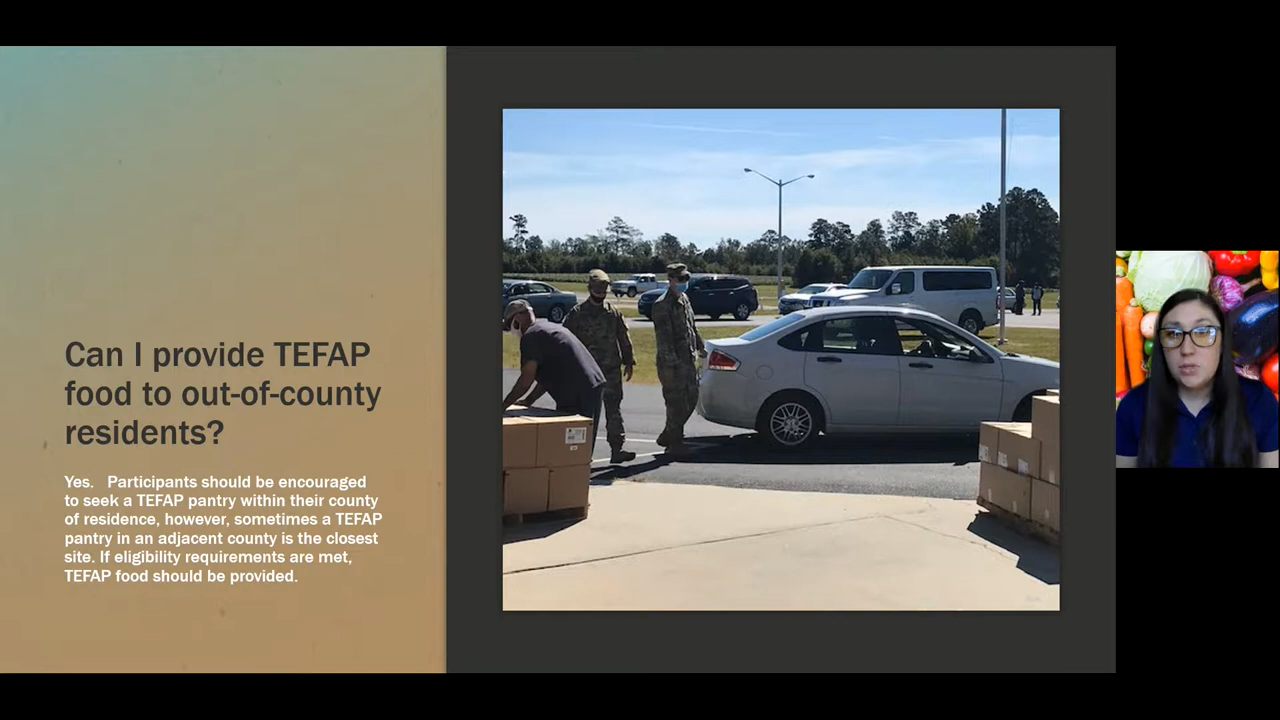 Can I provide TEFAP
food to out-of-county
residents?
Yes. Participants should be encouraged
to seek a TEFAP pantry within their county
of residence, however, sometimes a TEFAP
pantry in an adjacent county is the closest
site. If eligibility requirements are met,
TEFAP food should be provided.